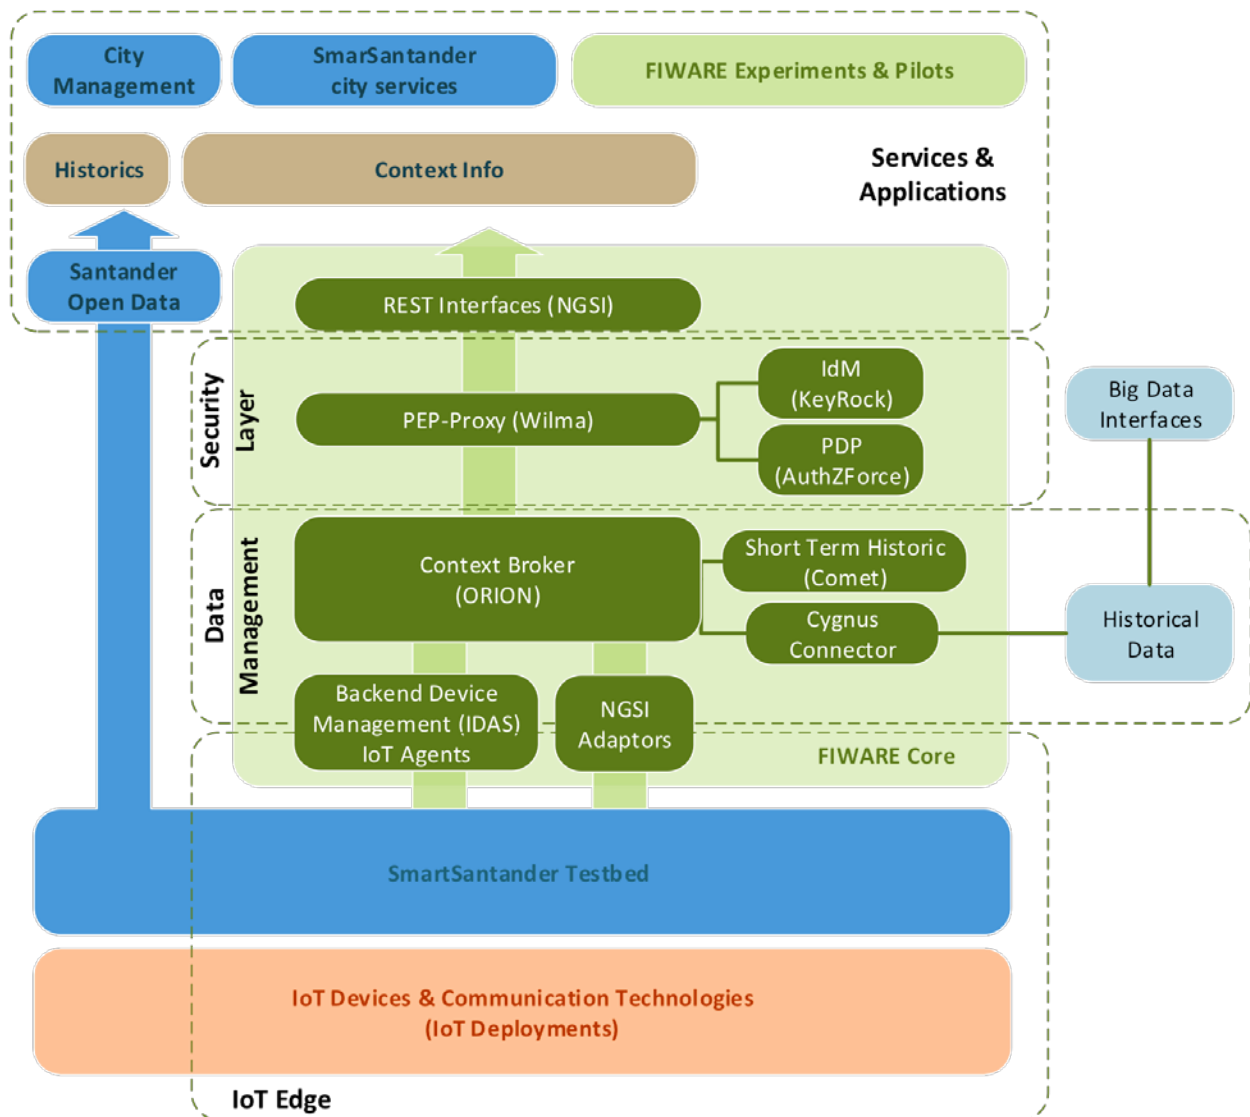 City
Management
SmarSantander
city services
FIWARE Experiments & Pilots
Historics
Context Info
Services &
Applications
Santander
Open Data
REST Interfaces (NGSI)
Security
Layer
PEP-Proxy (Wilma)
IdM
(KeyRock)
PDP
(AuthZForce)
Big Data
Interfaces
Data
Management
Context Broker
(ORION)
Short Term Historic
(Comet)
Cygnus
Connector
Historical
Data
Backend Device
Management (IDAS)
IoT Agents
NGSI
Adaptors
FIWARE Core
SmartSantander Testbed
IoT Devices & Communication Technologies
(IoT Deployments)
IoT Edge